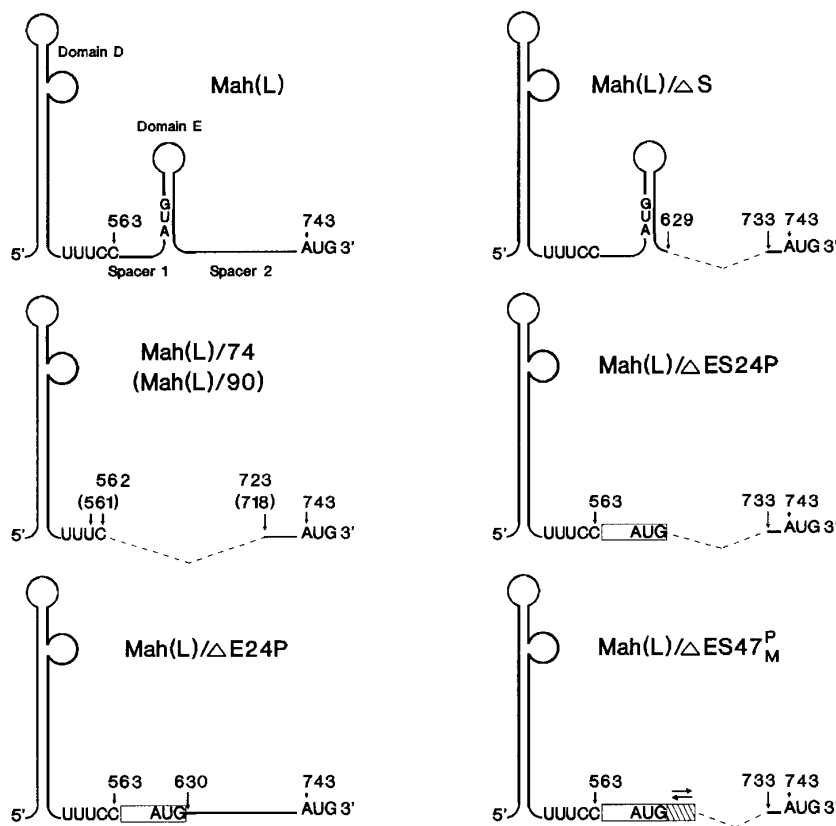 Domain D
Mah(L)
Domain E
GUA
563
743
5' UUUCC AUG 3'
Spacer 1 Spacer 2
Mah(L)/△S
GUA
629
733 743
5' UUUCC AUG 3'
Mah(L)/74
(Mah(L)/90)
562 723
(561) (718) 743
5' UUUC AUG 3'
Mah(L)/△ES24P
563 733 743
5' UUUCC AUG AUG 3'
Mah(L)/△E24P
563 630 743
5' UUUCC AUG AUG 3'
Mah(L)/△ES47 P M
563 733 743
5' UUUCC AUG AUG 3'